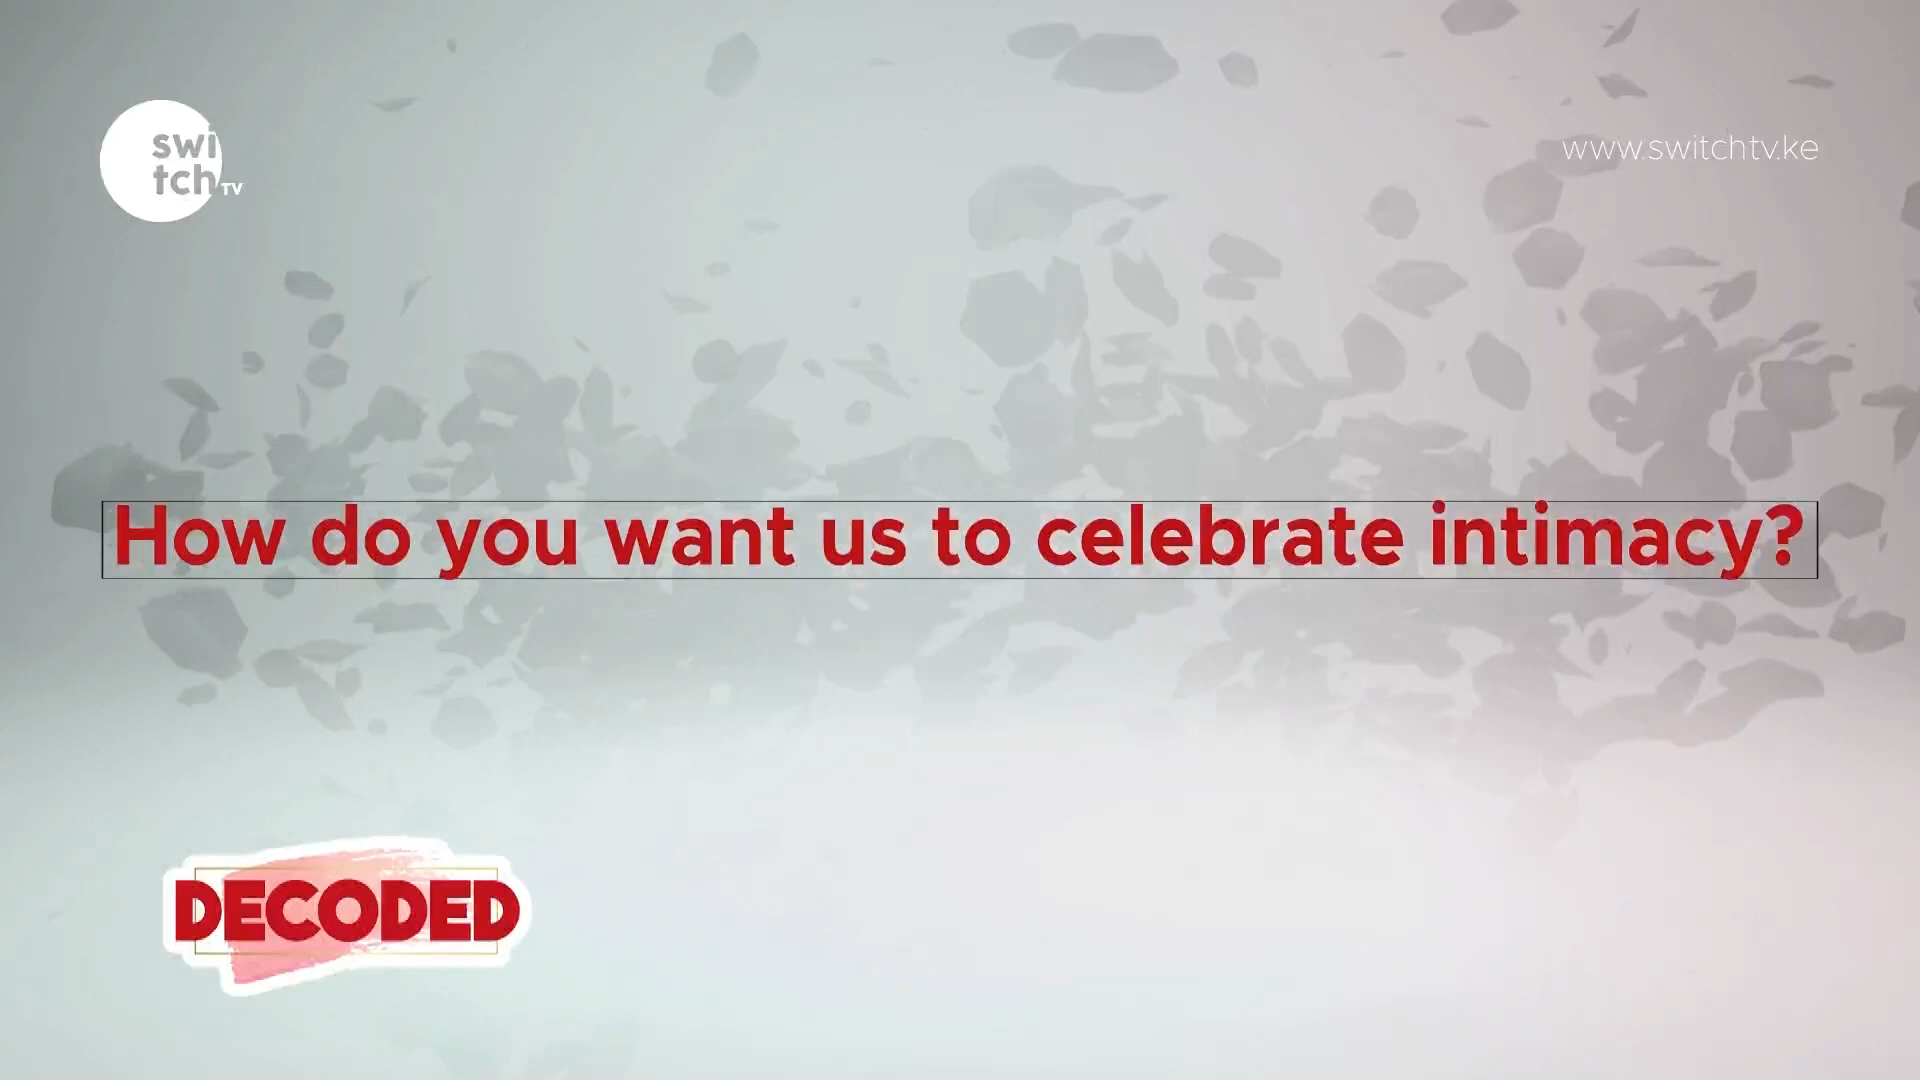 swi
tch TV
www.switchtv.ke
How do you want us to celebrate intimacy?
DECODED